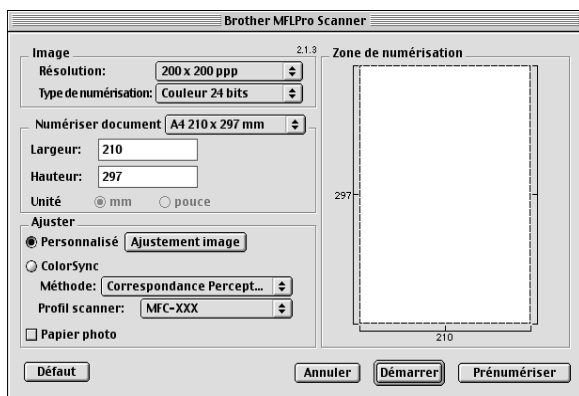 Brother MFLPro Scanner
Image
2.1.3
Résolution: 200 x 200 ppp
Type de numérisation: Couleur 24 bits
Numériser document A4 210 x 297 mm
Largeur: 210
Hauteur: 297
Unité mm pouce
Ajuster
Personnalisé Ajustement image
ColorSync
Méthode: Correspondance Percept...
Profil scanner: MFC-XXX
Papier photo
Zone de numérisation
297
210
Défaut Annuler Démarrer Prénumériser